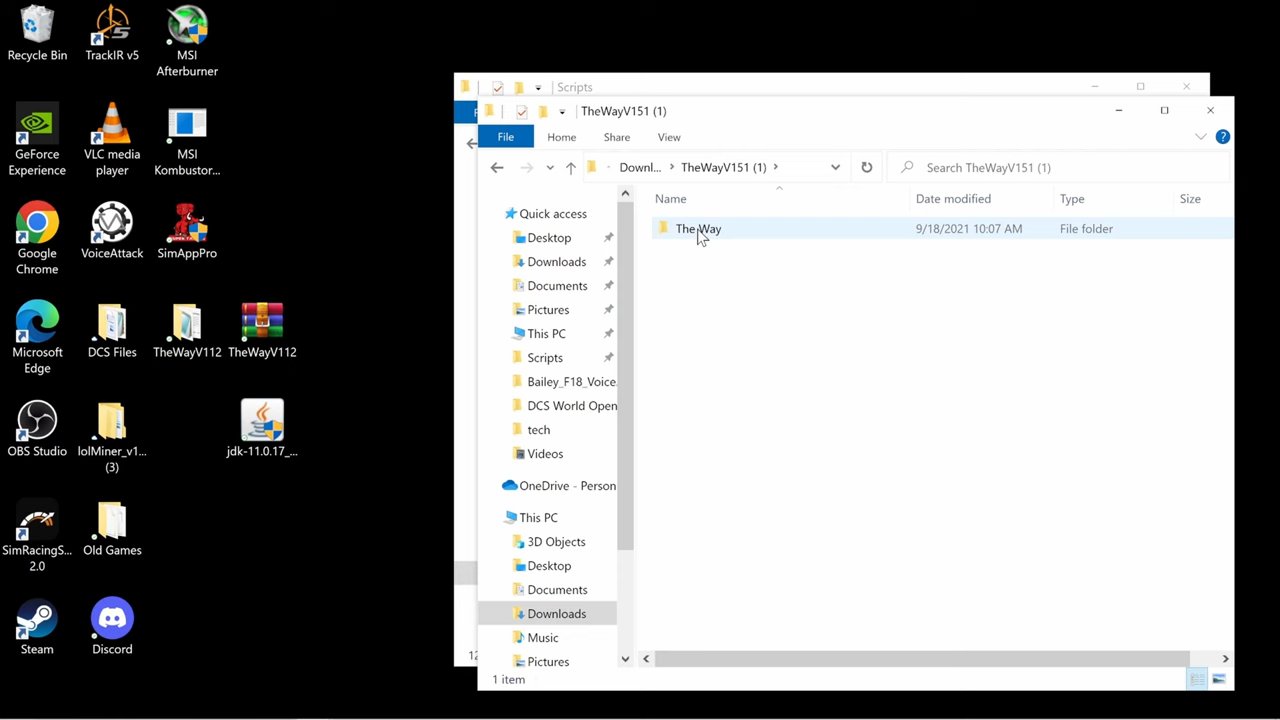 Recycle Bin
TrackIR v5
MSI
Afterburner
GeForce
Experience
VLC media
player
MSI
Kombustor...
Google
Chrome
VoiceAttack
SimAppPro
Microsoft
Edge
DCS Files
TheWayV112
TheWayV112
OBS Studio
lolMiner_v1...
(3)
jdk-11.0.17_...
SimRacingS...
2.0
Old Games
Steam
Discord
Scripts
TheWayV151 (1)
File
Home
Share
View
Downl...
TheWayV151 (1)
Search TheWayV151 (1)
Name
Date modified
Type
Size
The Way
9/18/2021 10:07 AM
File folder
Quick access
Desktop
Downloads
Documents
Pictures
This PC
Scripts
Bailey_F18_Voice.
DCS World Open
tech
Videos
OneDrive - Person
This PC
3D Objects
Desktop
Documents
Downloads
Music
Pictures
12
1 item